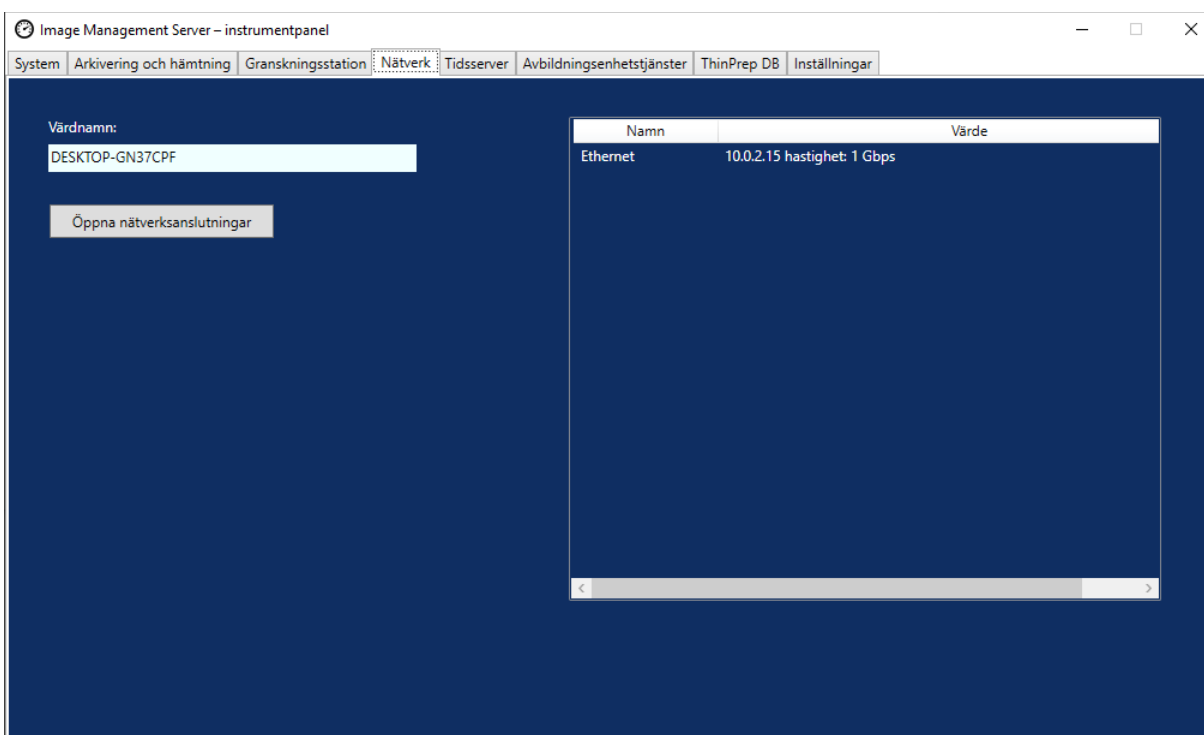 Image Management Server – instrumentpanel
System Arkivering och hämtning Granskningsstation Nätverk Tidsserver Avbildningsenhetstjänster ThinPrep DB Inställningar
Värdnamn:
DESKTOP-GN37CPF
Öppna nätverksanslutningar
Namn Värde
Ethernet 10.0.2.15 hastighet: 1 Gbps